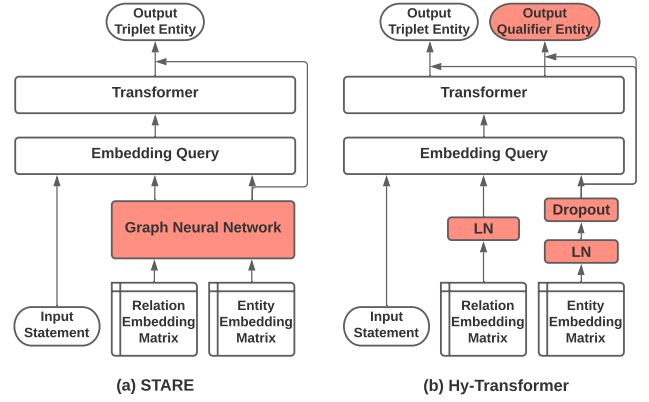 Output
Triplet Entity
Transformer
Embedding Query
Graph Neural Network
Input
Statement
Relation
Embedding
Matrix
Entity
Embedding
Matrix
(a) STARE
Output
Triplet Entity
Output
Qualifier Entity
Transformer
Embedding Query
LN
Dropout
LN
Input
Statement
Relation
Embedding
Matrix
Entity
Embedding
Matrix
(b) Hy-Transformer